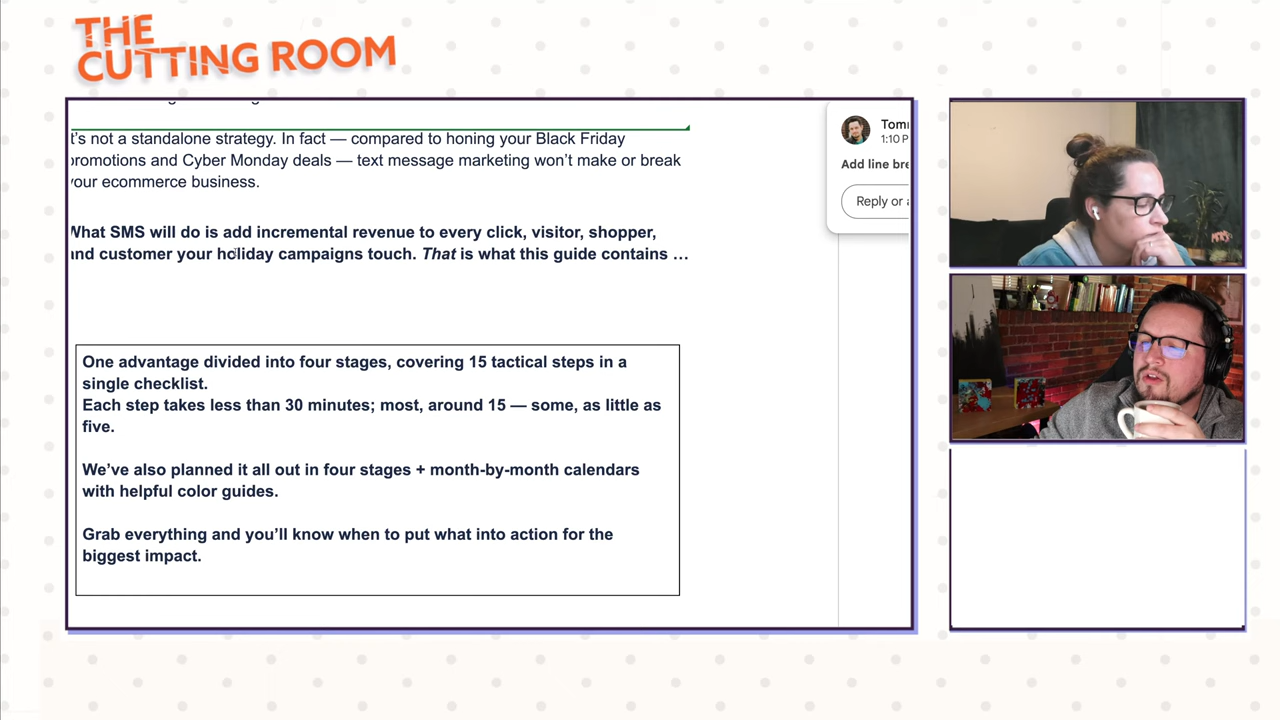 THE
CUTTING ROOM
t's not a standalone strategy. In fact — compared to honing your Black Friday
promotions and Cyber Monday deals — text message marketing won't make or break
your ecommerce business.
What SMS will do is add incremental revenue to every click, visitor, shopper,
and customer your holiday campaigns touch. That is what this guide contains …
One advantage divided into four stages, covering 15 tactical steps in a
single checklist.
Each step takes less than 30 minutes; most, around 15 — some, as little as
five.
We've also planned it all out in four stages + month-by-month calendars
with helpful color guides.
Grab everything and you'll know when to put what into action for the
biggest impact.
Tom
1:10 P
Add line bre
Reply or a